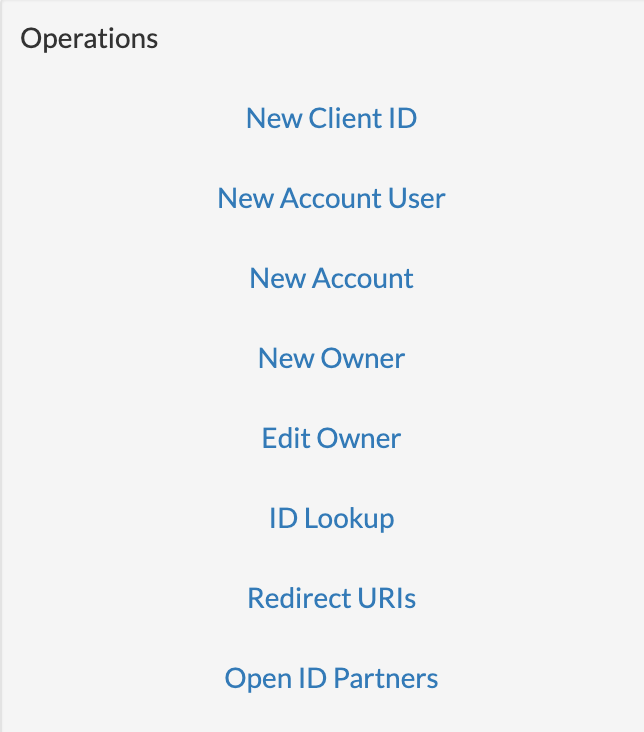 Operations
New Client ID
New Account User
New Account
New Owner
Edit Owner
ID Lookup
Redirect URIs
Open ID Partners